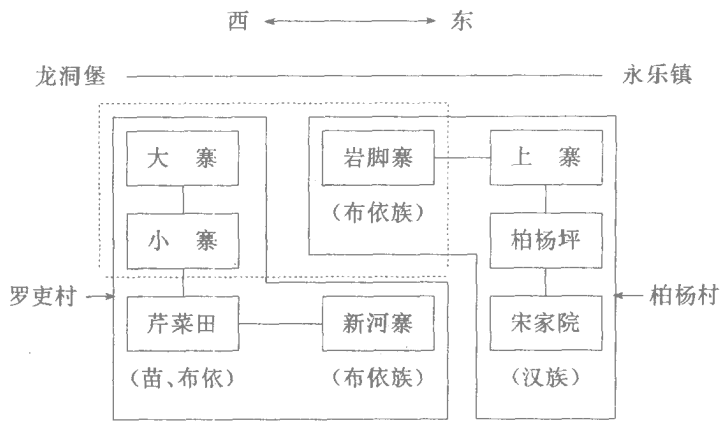 西 东
龙洞堡 永乐镇
大 寨 岩脚寨 上 寨
(布依族)
小 寨 柏杨坪
罗吏村 柏杨村
芹菜田 新河寨 宋家院
(苗、布依) (布依族) (汉族)